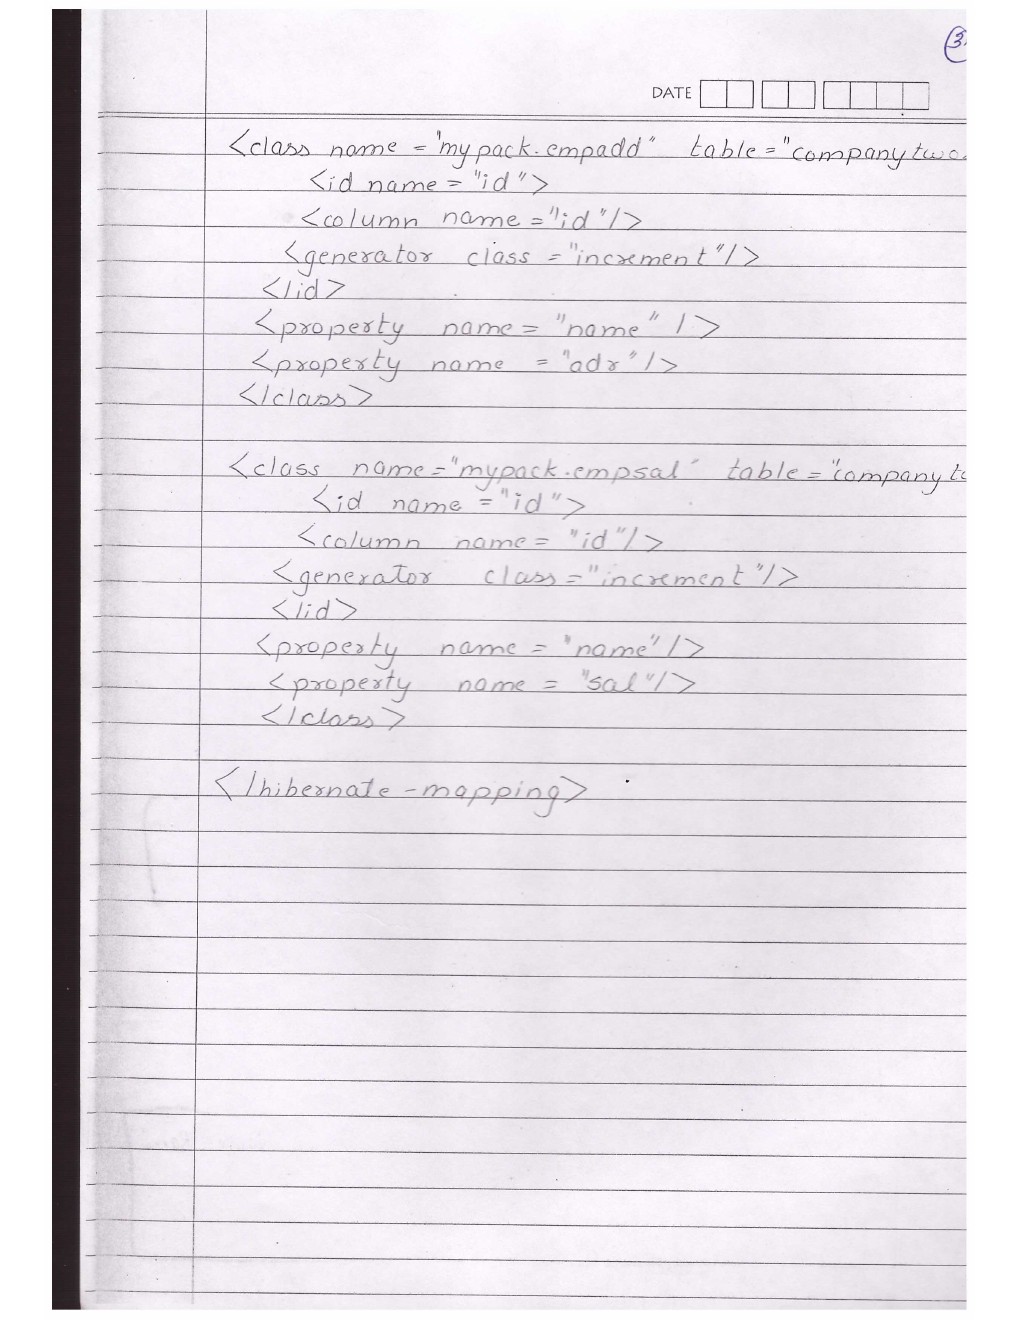 3
DATE
<class name = "mypack.empadd" table = "companytwo
<id name = "id">
<column name = "id"/>
<generator class = "increment"/>
</id>
<property name = "name" />
<property name = "adr"/>
</class>
<class name = "mypack.empsal" table = "company
<id name = "id">
<column name = "id"/>
<generator class = "increment"/>
</id>
<property name = "name"/>
<property name = "sal"/>
</class>
</hibernate-mapping>